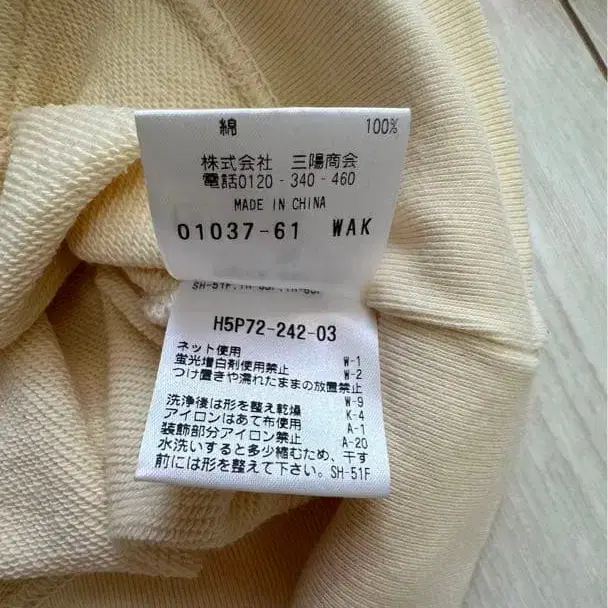 綿 100%
株式会社 三陽商会
電話0120-340-460
MADE IN CHINA
01037-61 WAK
H5P72-242-03
ネット使用 W-1
蛍光増白剤使用禁止 W-2
つけ置きや濡れたままの放置禁止
洗浄後は形を整え乾燥 W-9
アイロンはあて布使用 K-4
装飾部分アイロン禁止 A-1
水洗いすると多少縮むため、干す A-20
前には形を整えて下さい。SH-51F